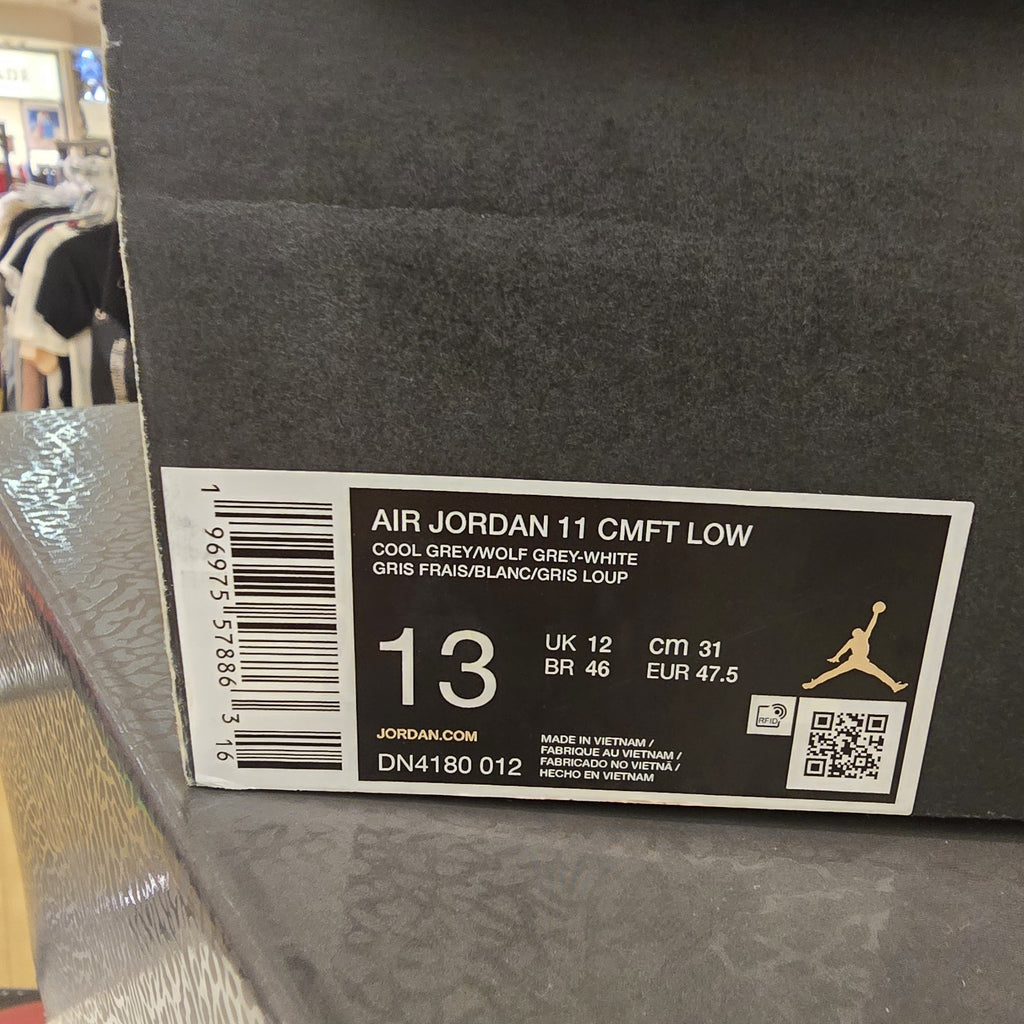 AIR JORDAN 11 CMFT LOW
COOL GREY/WOLF GREY-WHITE
GRIS FRAIS/BLANC/GRIS LOUP
13
UK 12 cm 31
BR 46 EUR 47.5
JORDAN.COM
DN4180 012
MADE IN VIETNAM /
FABRIQUE AU VIETNAM /
FABRICADO NO VIETNÃ /
HECHO EN VIETNAM
RFID
1 96975 57886 3 16